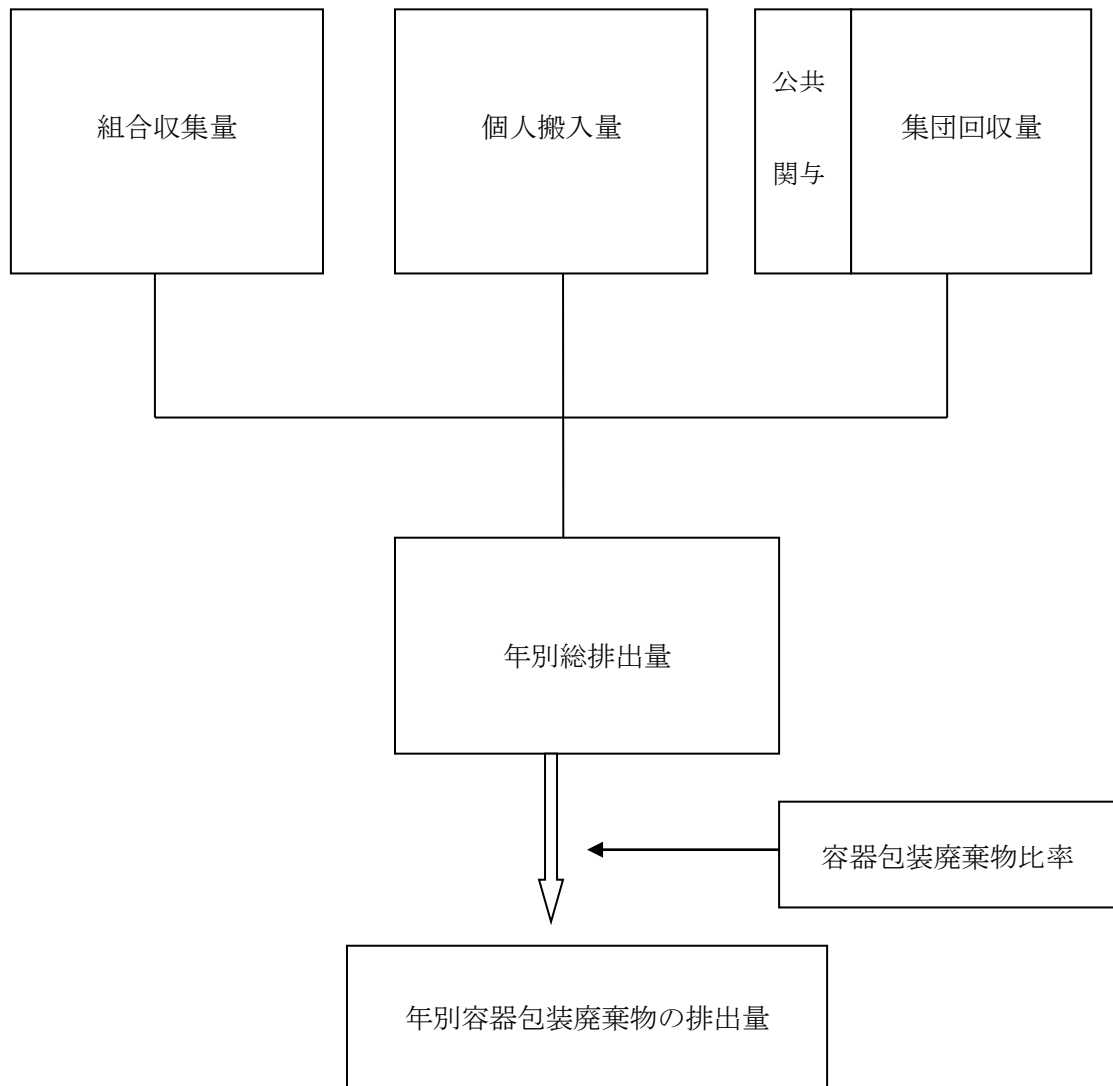 組合収集量
個人搬入量
公共
関与
集団回収量
年別総排出量
容器包装廃棄物比率
年別容器包装廃棄物の排出量